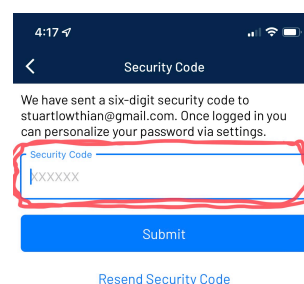 4:17
Security Code
We have sent a six-digit security code to
stuartlowthian@gmail.com. Once logged in you
can personalize your password via settings.
Security Code
XXXXXX
Submit
Resend Security Code